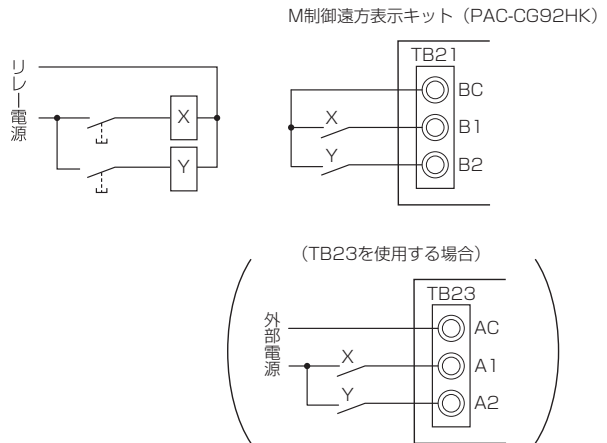 M制御遠方表示キット（PAC-CG92HK）
リレー電源
X
Y
TB21
BC
X
B1
Y
B2
（TB23を使用する場合）
外部電源
TB23
AC
X
A1
Y
A2